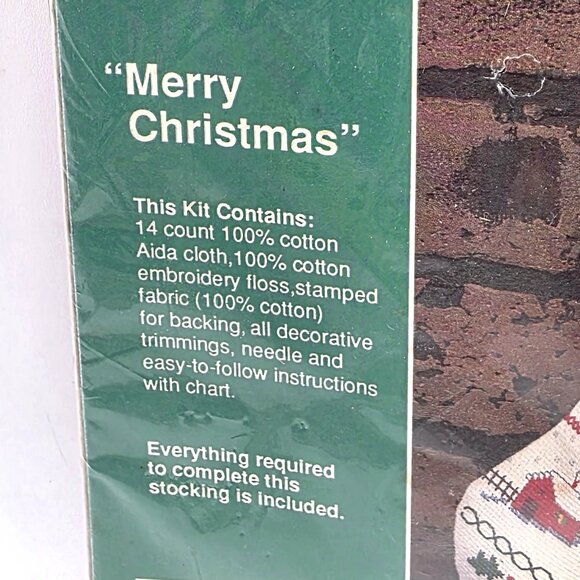 “Merry
Christmas”
This Kit Contains:
14 count 100% cotton
Aida cloth,100% cotton
embroidery floss,stamped
fabric (100% cotton)
for backing, all decorative
trimmings, needle and
easy-to-follow instructions
with chart.
Everything required
to complete this
stocking is included.